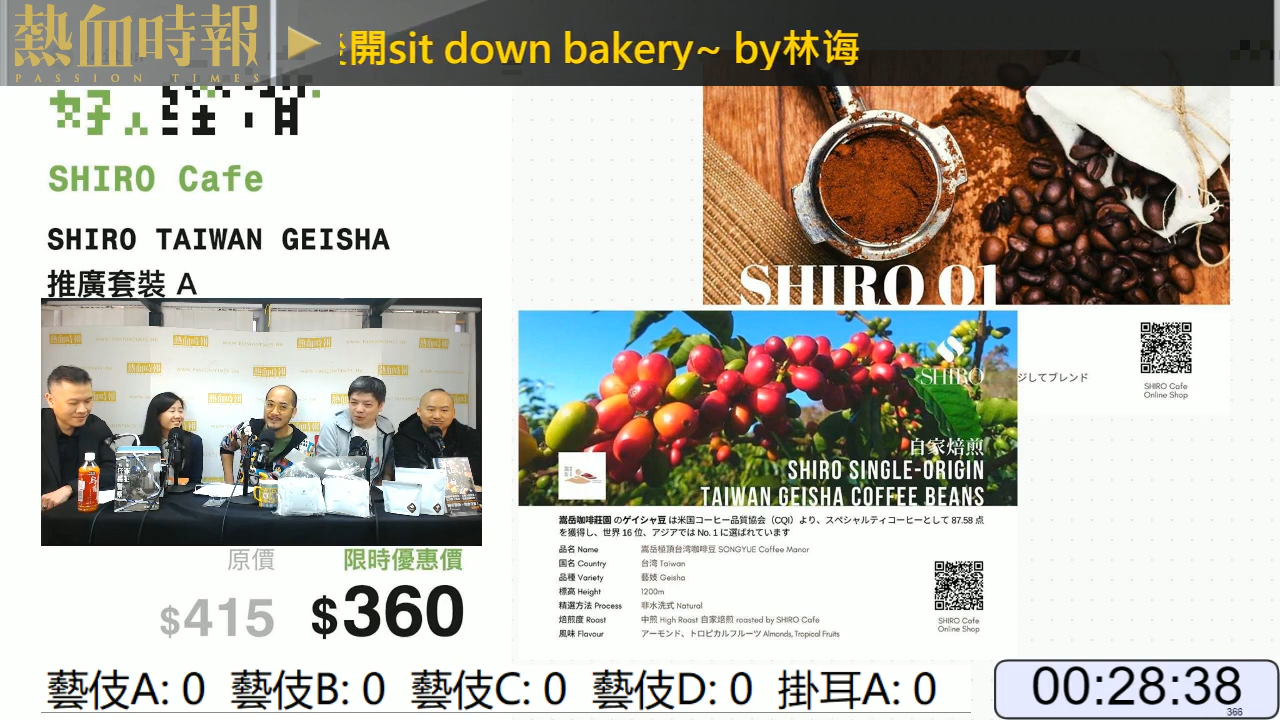 熱血時報
PASSION TIMES
開sit down bakery~ by林诲
SHIRO Cafe
SHIRO TAIWAN GEISHA
推廣套裝 A
SHIRO 01
ジしてブレンド
SHIRO Cafe
Online Shop
SHIRO
自家焙煎
SHIRO SINGLE-ORIGIN
TAIWAN GEISHA COFFEE BEANS
嵩岳咖啡莊園 のゲイシャ豆 は米国コーヒー品質協会（CQI）より、スペシャルティコーヒーとして 87.58 点
を獲得し、世界 16 位、アジアでは No. 1 に選ばれています
品名 Name 嵩岳極頂台湾咖啡豆 SONGYUE Coffee Manor
国名 Country 台湾 Taiwan
品種 Variety 藝妓 Geisha
標高 Height 1200m
精選方法 Process 非水洗式 Natural
焙煎度 Roast 中煎 High Roast 自家焙煎 roasted by SHIRO Cafe
風味 Flavour アーモンド、トロピカルフルーツ Almonds, Tropical Fruits
SHIRO Cafe
Online Shop
原價 限時優惠價
$415 $360
藝伎A: 0 藝伎B: 0 藝伎C: 0 藝伎D: 0 掛耳A: 0
00:28:38
366